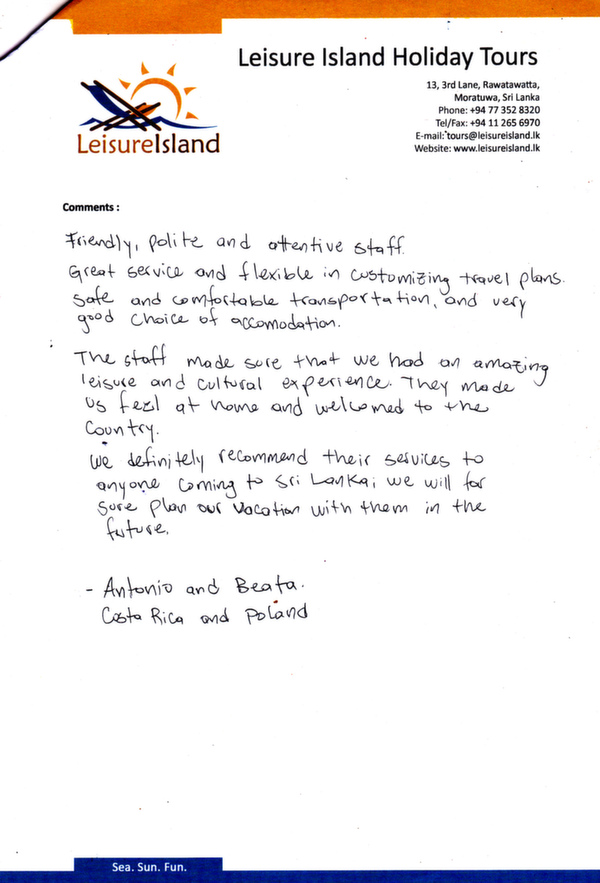 Leisure Island Holiday Tours
13, 3rd Lane, Rawatawatta,
Moratuwa, Sri Lanka
Phone: +94 77 352 8320
Tel/Fax: +94 11 265 6970
E-mail: tours@leisureisland.lk
Website: www.leisureisland.lk
LeisureIsland
Comments :
Friendly, polite and attentive staff.
Great service and flexible in customizing travel plans.
Safe and comfortable transportation, and very
good choice of accomodation.
The staff made sure that we had an amazing
leisure and cultural experience. They made
us feel at home and welcomed to the
country.
We definitely recommend their services to
anyone coming to Sri Lanka; we will for
sure plan our vacation with them in the
future.
- Antonio and Beata.
Costa Rica and Poland
Sea. Sun. Fun.